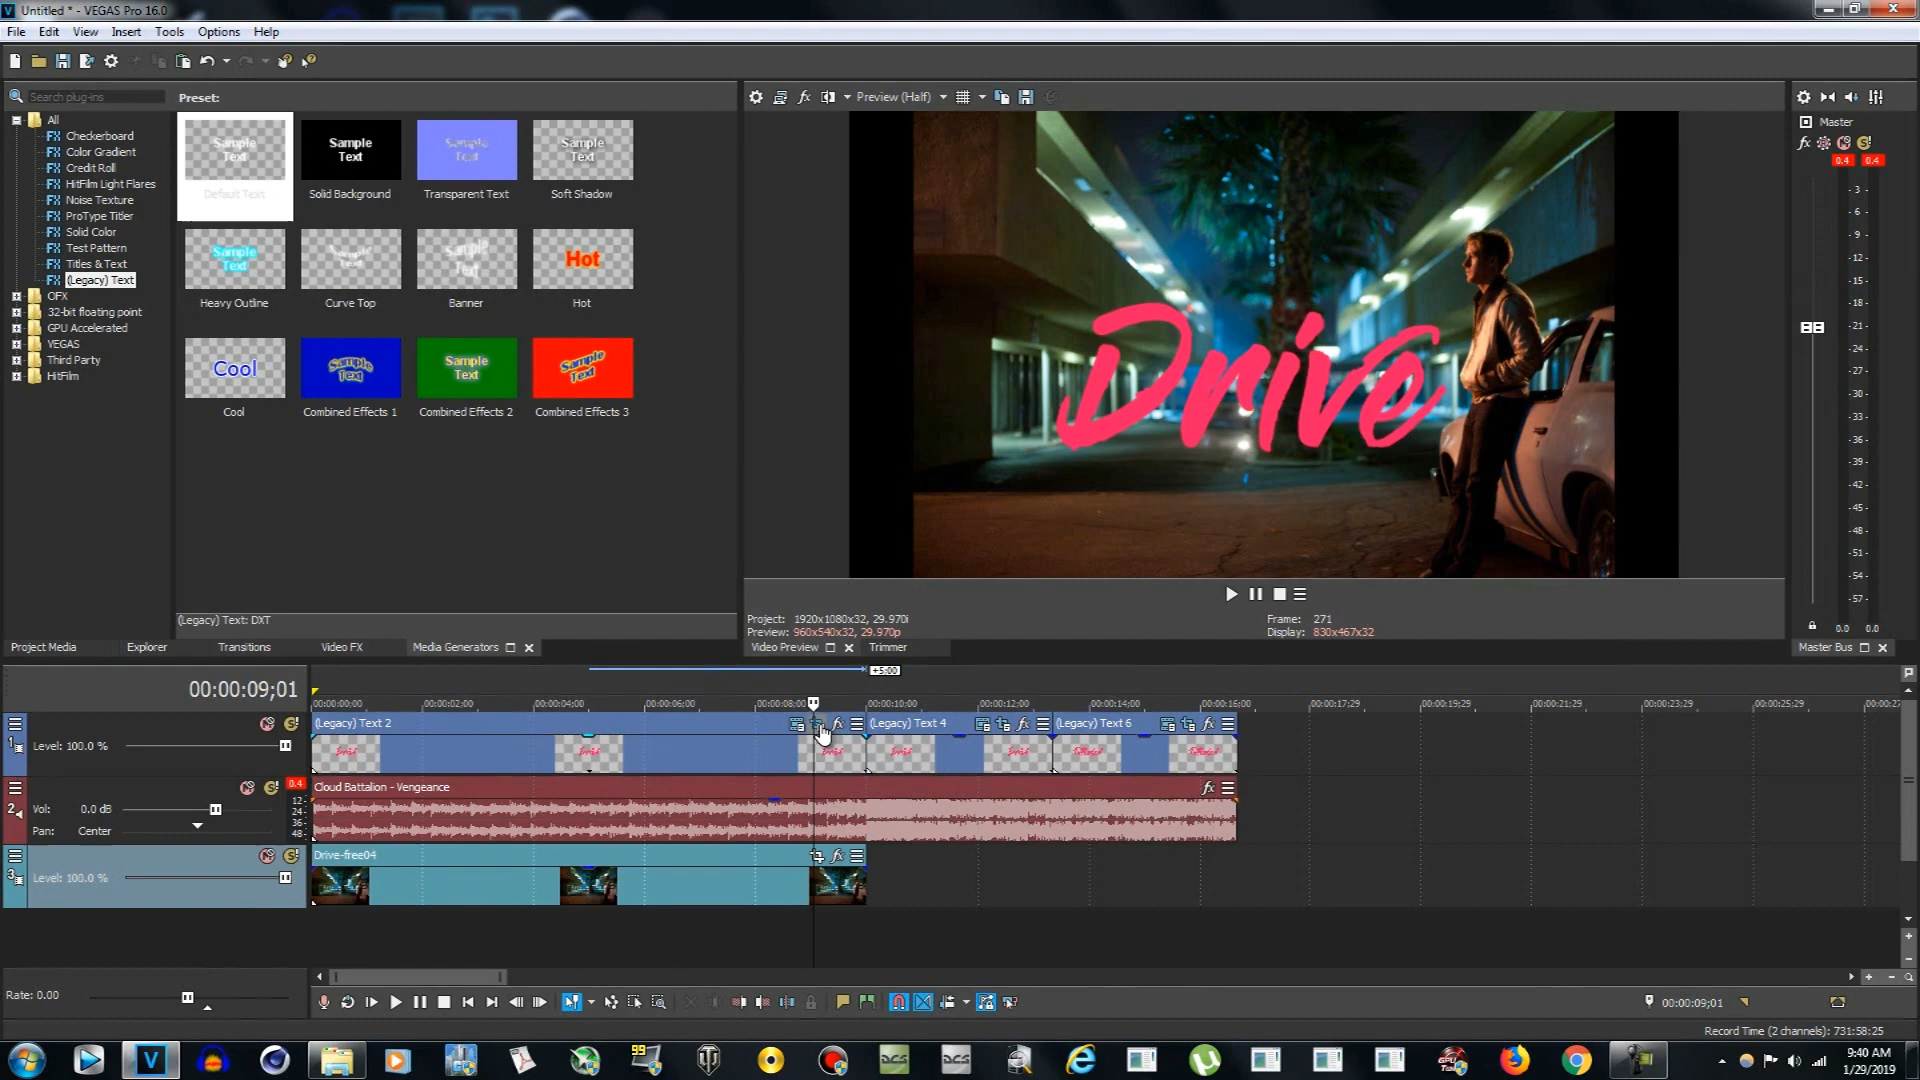 Untitled * - VEGAS Pro 16.0
File Edit View Insert Tools Options Help
Search plug-ins
Preset:
All
Checkerboard
Color Gradient
Credit Roll
HitFilm Light Flares
Noise Texture
ProType Titler
Solid Color
Test Pattern
Titles & Text
(Legacy) Text
OFX
32-bit floating point
GPU Accelerated
VEGAS
Third Party
HitFilm
Sample Text
Sample Text
Sample Text
Sample Text
Default Text Solid Background Transparent Text Soft Shadow
Sample Text
Sample Text
Sample Text
Hot
Heavy Outline Curve Top Banner Hot
Cool
Sample Text
Sample Text
Sample Text
Cool Combined Effects 1 Combined Effects 2 Combined Effects 3
(Legacy) Text: DXT
Project Media Explorer Transitions Video FX Media Generators
Preview (Half)
Drive
Project: 1920x1080x32, 29.970i
Preview: 960x540x32, 29.970p
Frame: 271
Display: 830x467x32
Video Preview Trimmer
Master
0.4 0.4
-3-
-6-
-9-
-12-
-15-
-18-
-21-
-24-
-27-
-30-
-33-
-36-
-39-
-42-
-45-
-48-
-51-
-54-
-57-
0.0 0.0
Master Bus
00:00:09;01
+5:00
00:00:00;00 00:00:02;00 00:00:04;00 00:00:06;00 00:00:08;00 00:00:10;00 00:00:12;00 00:00:14;00 00:00:16;00 00:00:17;29 00:00:19;29 00:00:21;29 00:00:23;29 00:00:25;29
1 Level: 100.0 %
(Legacy) Text 2 (Legacy) Text 4 (Legacy) Text 6
2 Vol: 0.0 dB
Pan: Center
0.4
12-
24-
36-
48-
Cloud Battalion - Vengeance
3 Level: 100.0 %
Drive-free04
Rate: 0.00
00:00:09;01
Record Time (2 channels): 731:58:25
99
DCS
DCS
9:40 AM
1/29/2019